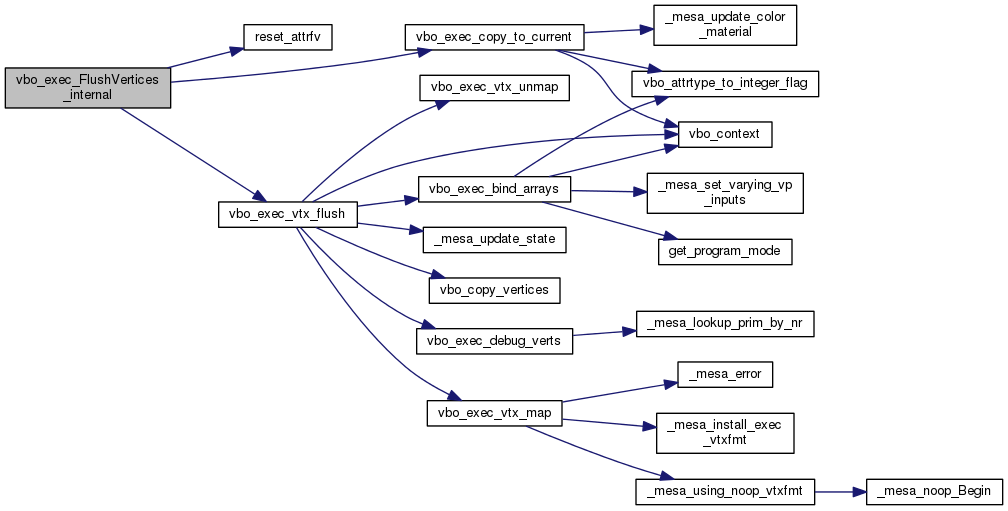 vbo_exec_FlushVertices
_internal
reset_attrfv
vbo_exec_copy_to_current
_mesa_update_color
_material
vbo_attrtype_to_integer_flag
vbo_exec_vtx_unmap
vbo_context
vbo_exec_bind_arrays
_mesa_set_varying_vp
_inputs
vbo_exec_vtx_flush
_mesa_update_state
get_program_mode
vbo_copy_vertices
vbo_exec_debug_verts
_mesa_lookup_prim_by_nr
_mesa_error
vbo_exec_vtx_map
_mesa_install_exec
_vtxfmt
_mesa_using_noop_vtxfmt
_mesa_noop_Begin